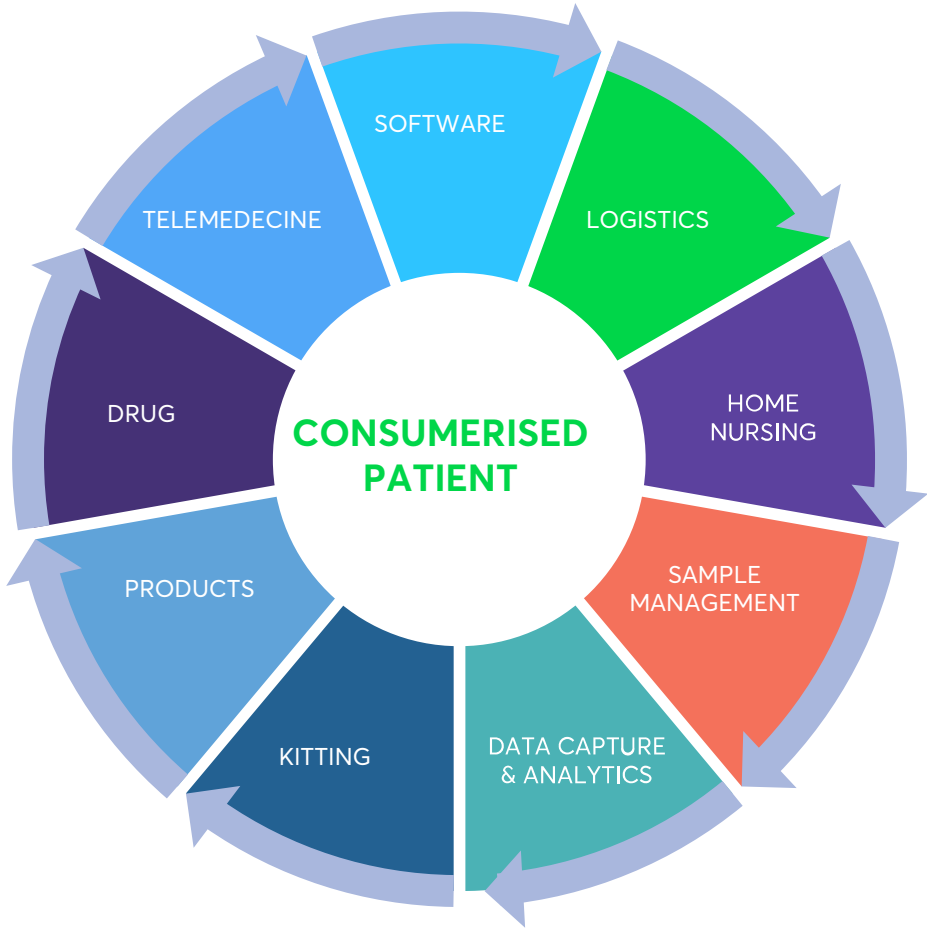 SOFTWARE
LOGISTICS
HOME
NURSING
SAMPLE
MANAGEMENT
DATA CAPTURE
& ANALYTICS
KITTING
PRODUCTS
DRUG
TELEMEDECINE
CONSUMERISED
PATIENT